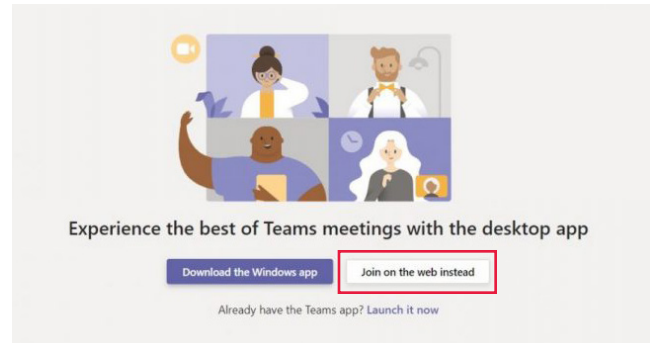 Experience the best of Teams meetings with the desktop app
Download the Windows app
Join on the web instead
Already have the Teams app? Launch it now